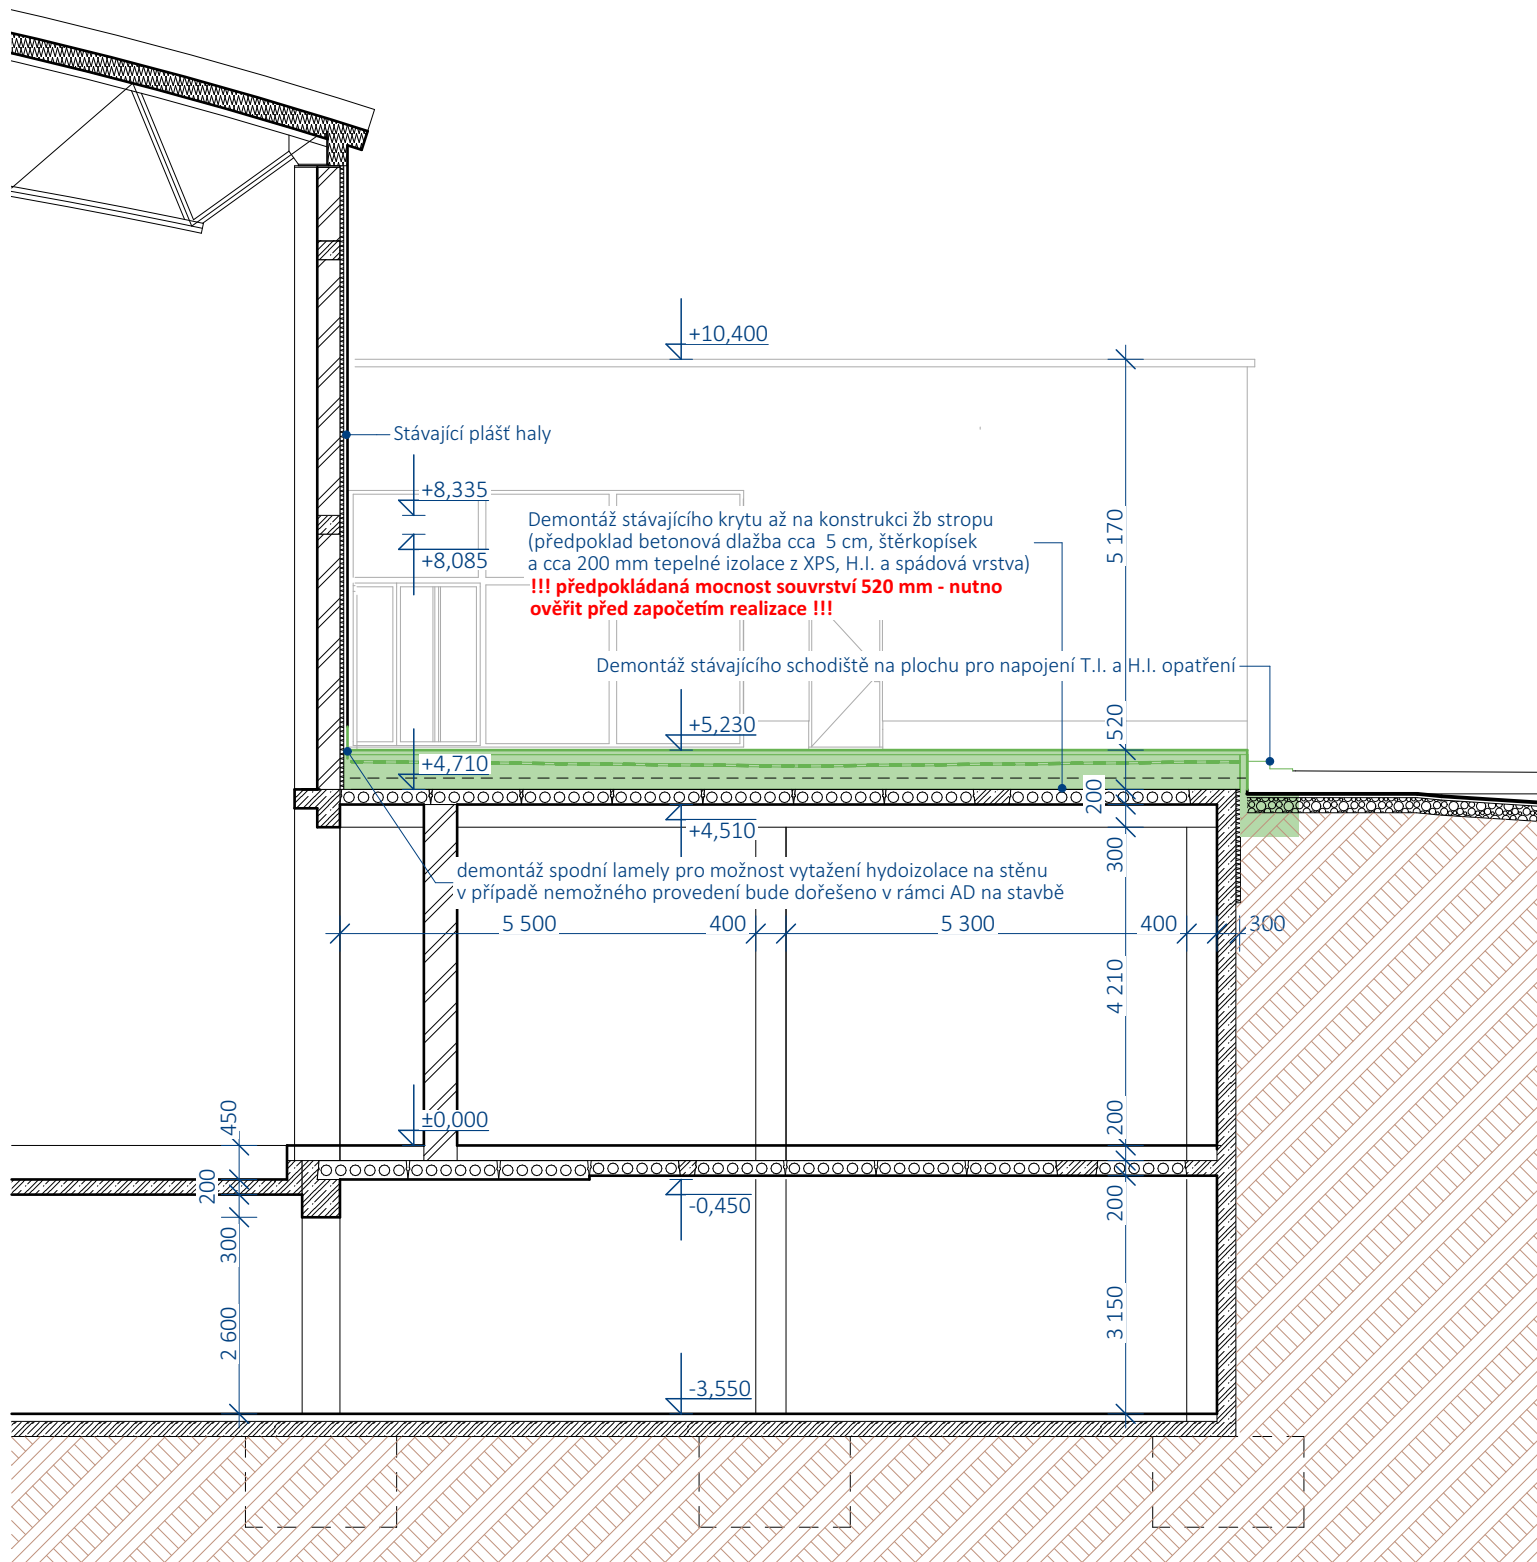 +10,400
Stávající plášť haly
+8,335
+8,085
Demontáž stávajícího krytu až na konstrukci žb stropu
(předpoklad betonová dlažba cca 5 cm, štěrkopísek
a cca 200 mm tepelné izolace z XPS, H.I. a spádová vrstva)
!!! předpokládaná mocnost souvrství 520 mm - nutno
ověřit před započetím realizace !!!
5 170
Demontáž stávajícího schodiště na plochu pro napojení T.I. a H.I. opatření
+5,230
520
+4,710
200
+4,510
300
demontáž spodní lamely pro možnost vytažení hydoizolace na stěnu
v případě nemožného provedení bude dořešeno v rámci AD na stavbě
5 500
400
5 300
400
300
4 210
±0,000
450
200
200
-0,450
200
300
2 600
3 150
-3,550